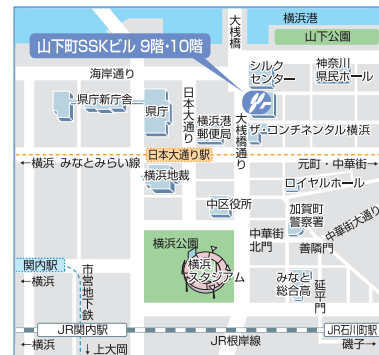 大桟橋
横浜港
山下公園
山下町SSKビル 9階・10階
シルク
センター
神奈川
県民ホール
海岸通り
県庁新庁舎
県庁
日本大通り
横浜港
郵便局
大桟橋通り
ザ・コンチネンタル横浜
日本大通り駅
←横浜 みなとみらい線
元町・中華街→
横浜地裁
ロイヤルホール
中区役所
加賀町
警察署
中華街大通り
中華街
北門
善隣門
横浜公園
横浜
スタジアム
関内駅
←横浜
市営地下鉄
みなと
総合高
延平門
JR関内駅
JR石川町駅
←横浜
↓上大岡
JR根岸線
磯子→